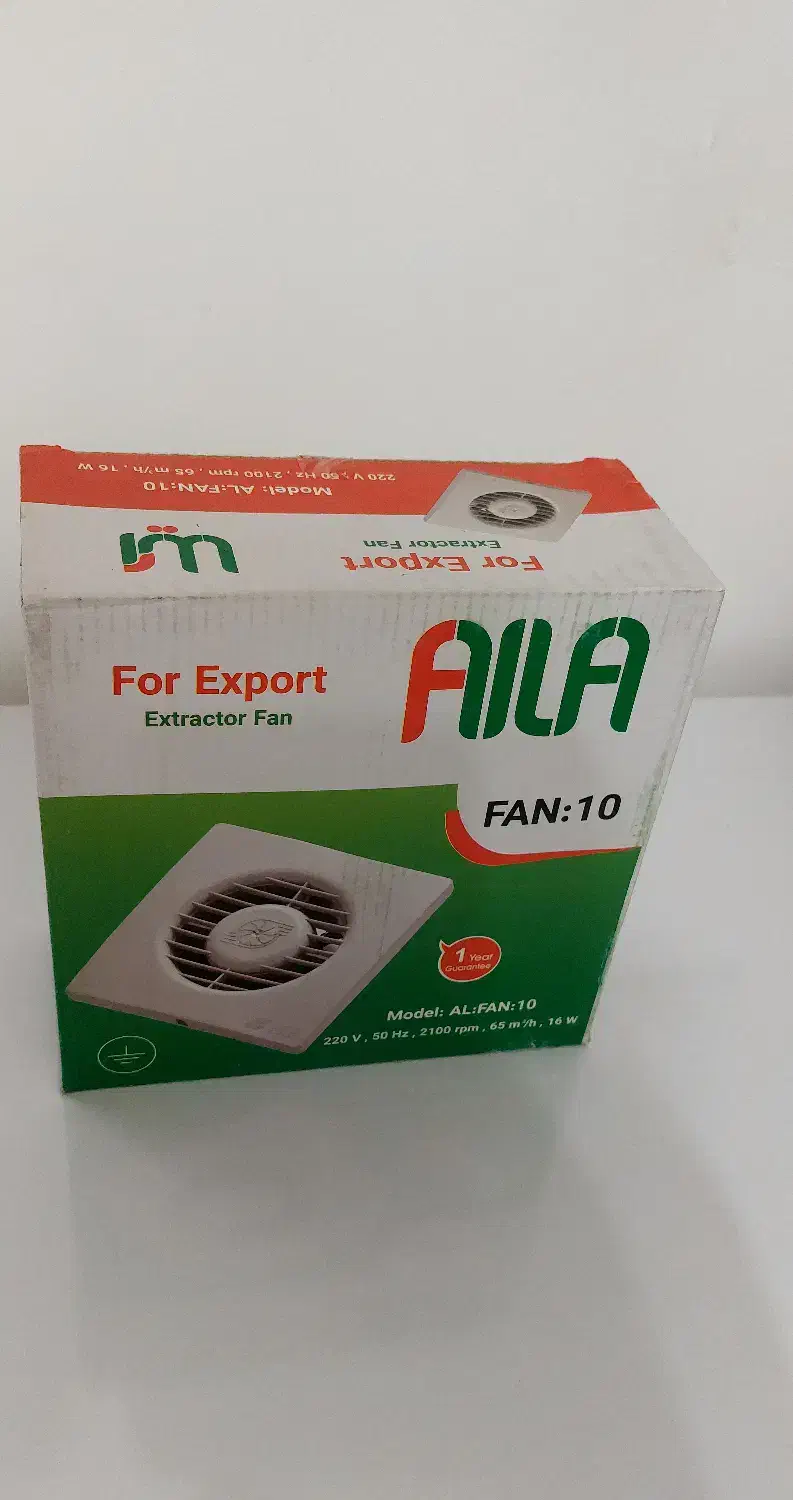 220 V , 50 Hz , 2100 rpm , 65 m³/h , 16 W
Model: AL:FAN:10
Extractor Fan
For Export
آیلا
AILA
For Export
Extractor Fan
FAN:10
1 Year
Guarantee
Model: AL:FAN:10
220 V , 50 Hz , 2100 rpm , 65 m³/h , 16 W